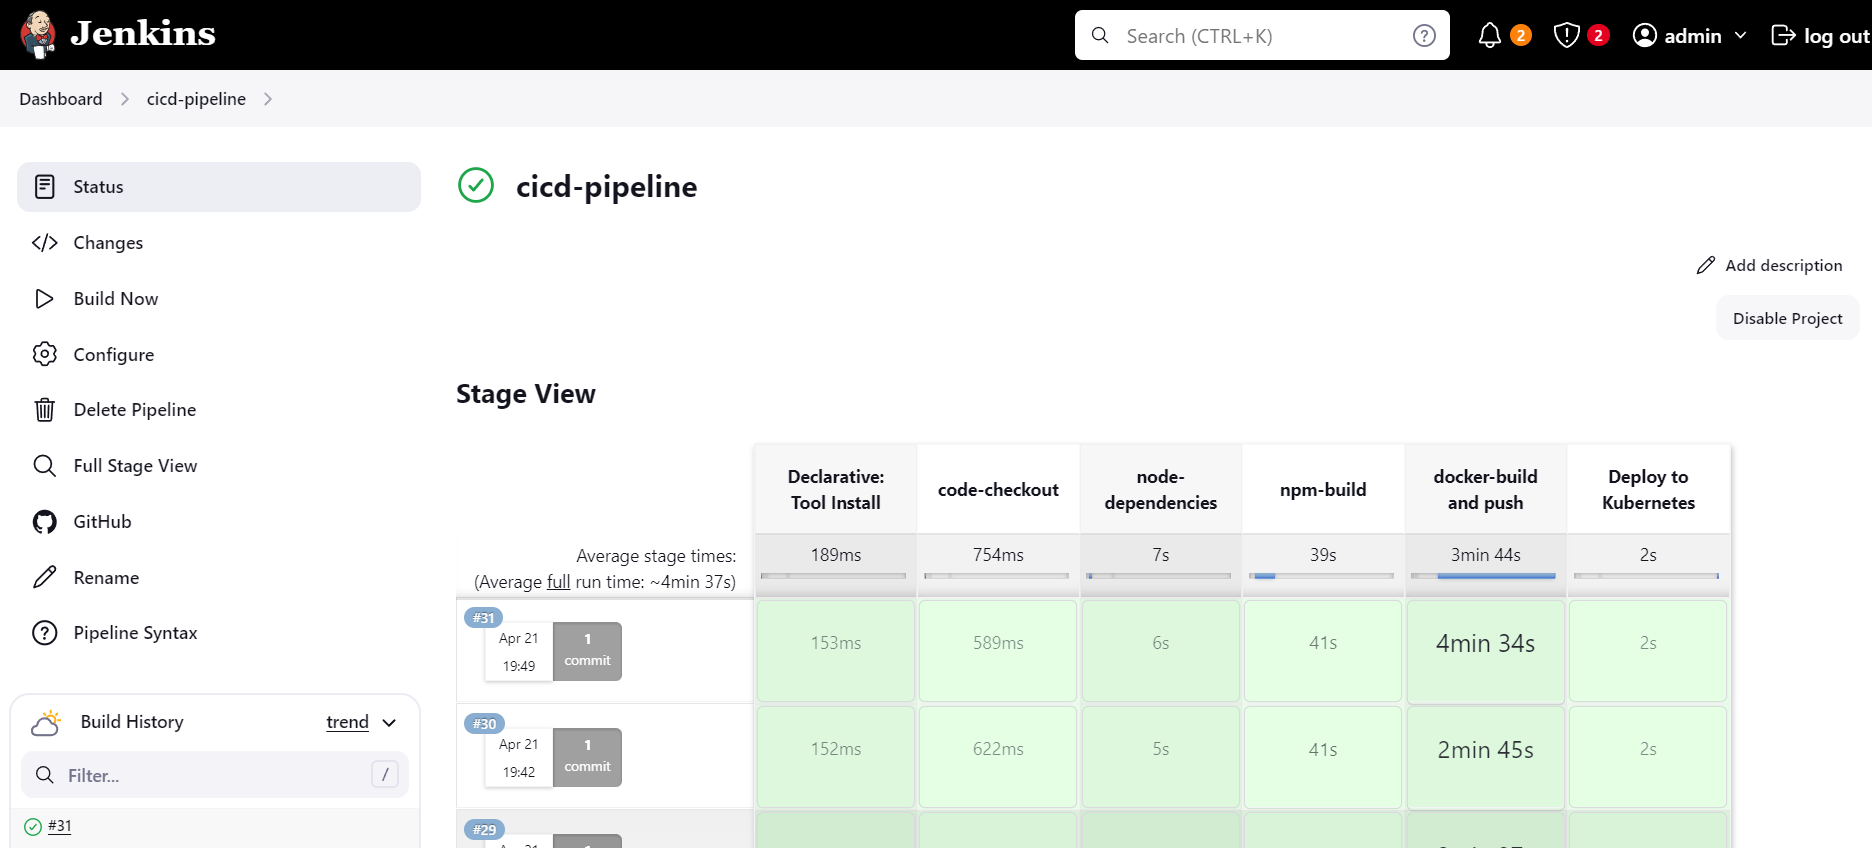 Jenkins
Search (CTRL+K)
?
2
2
admin
log out
Dashboard
cicd-pipeline
Status
Changes
Build Now
Configure
Delete Pipeline
Full Stage View
GitHub
Rename
Pipeline Syntax
Build History
trend
Filter...
/
#31
cicd-pipeline
Add description
Disable Project
Stage View
Declarative:
Tool Install
code-checkout
node-
dependencies
npm-build
docker-build
and push
Deploy to
Kubernetes
Average stage times:
(Average full run time: ~4min 37s)
189ms
754ms
7s
39s
3min 44s
2s
#31
Apr 21
19:49
1
commit
153ms
589ms
6s
41s
4min 34s
2s
#30
Apr 21
19:42
1
commit
152ms
622ms
5s
41s
2min 45s
2s
#29